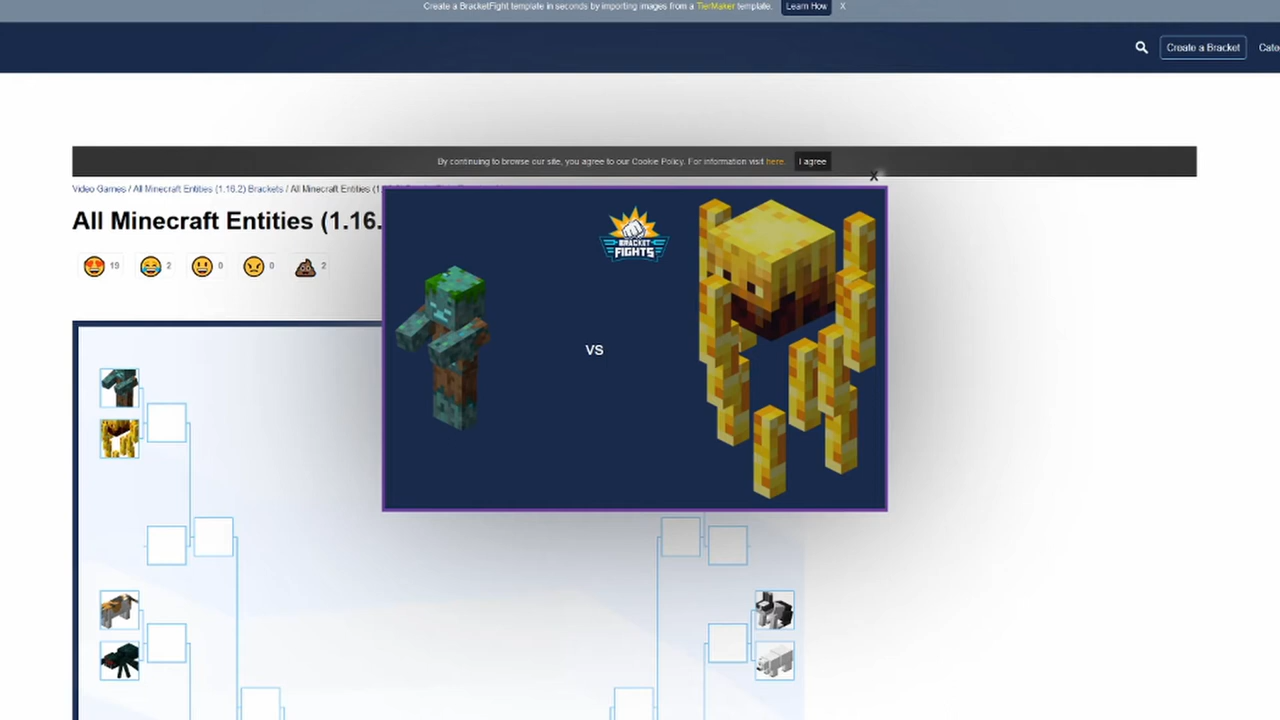 Create a BracketFight template in seconds by importing images from a TierMaker template. Learn How X
Create a Bracket Cate
By continuing to browse our site, you agree to our Cookie Policy. For information visit here. I agree
X
Video Games / All Minecraft Entities (1.16.2) Brackets / All Minecraft Entities (1.
All Minecraft Entities (1.16.
19 2 0 0 2
BRACKET
FIGHTS
VS